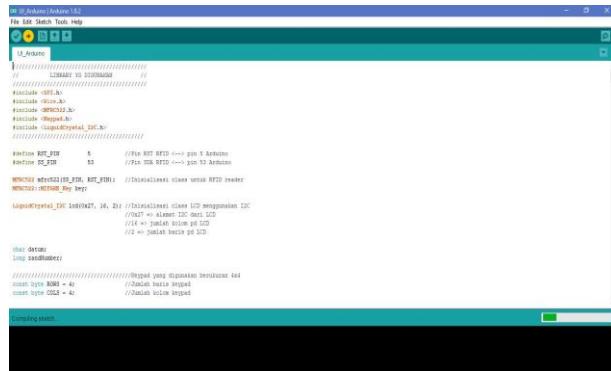 UI_Arduino | Arduino 1.8.2
File Edit Sketch Tools Help
UI_Arduino
//////////////////////////////////////////
// LIBRARY YG DIGUNAKAN //
//////////////////////////////////////////
#include <SPI.h>
#include <Wire.h>
#include <MFRC522.h>
#include <Keypad.h>
#include <LiquidCrystal_I2C.h>
//////////////////////////////////////////
#define RST_PIN 5 //Pin RST RFID <--> pin 5 Arduino
#define SS_PIN 53 //Pin SDA RFID <--> pin 53 Arduino
MFRC522 mfrc522(SS_PIN, RST_PIN); //Inisialisasi class untuk RFID reader
MFRC522::MIFARE_Key key;
LiquidCrystal_I2C lcd(0x27, 16, 2); //Inisialisasi class LCD menggunakan I2C
//0x27 => alamat I2C dari LCD
//16 => jumlah kolom pd LCD
//2 => jumlah baris pd LCD
char datum;
long randNumber;
/////////////////////////////////////Keypad yang digunakan berukuran 4x4
const byte ROWS = 4; //Jumlah baris keypad
const byte COLS = 4; //Jumlah kolom keypad
Compiling sketch...